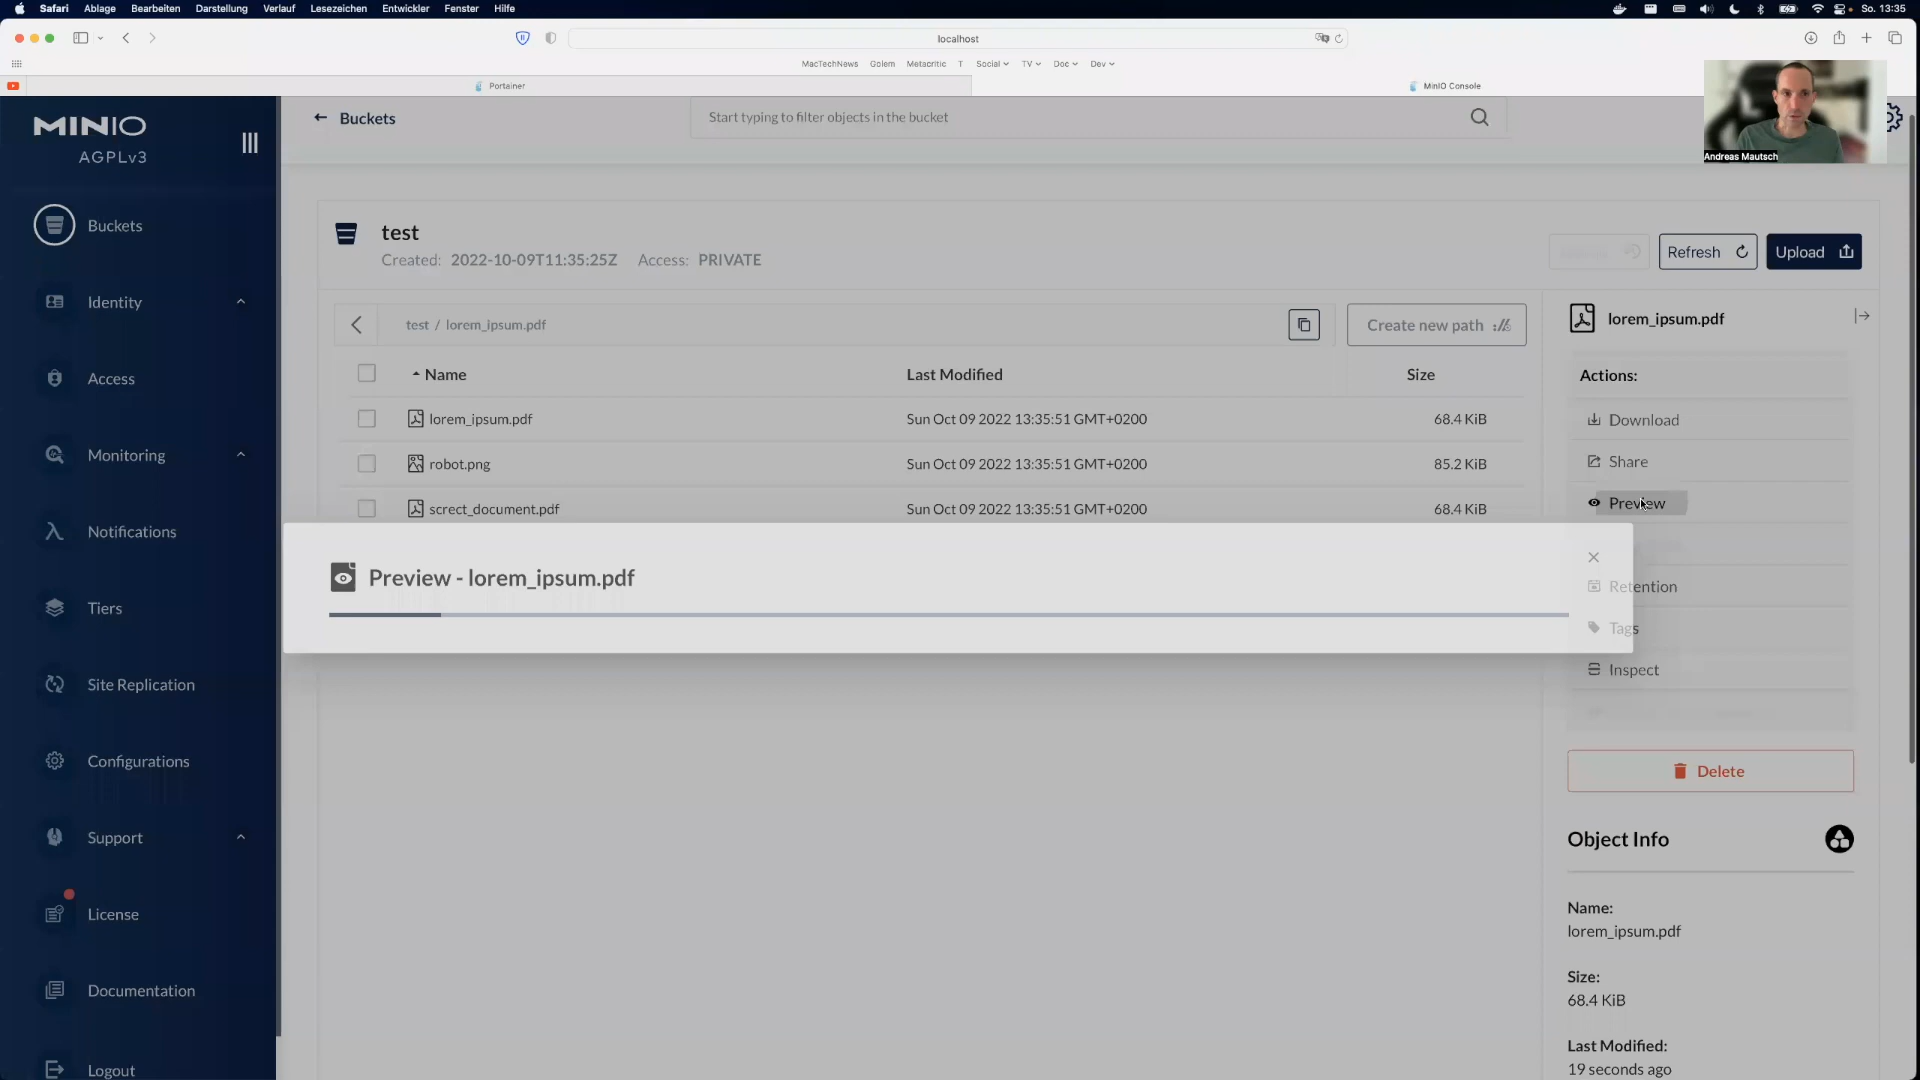 Safari Ablage Bearbeiten Darstellung Verlauf Lesezeichen Entwickler Fenster Hilfe
So. 13:35
localhost
MacTechNews Golem Metacritic T Social TV Doc Dev
Portainer
MinIO Console
MINIO
AGPLv3
Buckets
Start typing to filter objects in the bucket
Andreas Mautsch
Buckets
Identity
Access
Monitoring
Notifications
Tiers
Site Replication
Configurations
Support
License
Documentation
Logout
test
Created: 2022-10-09T11:35:25Z Access: PRIVATE
Refresh
Upload
test / lorem_ipsum.pdf
Create new path
Name Last Modified Size
lorem_ipsum.pdf Sun Oct 09 2022 13:35:51 GMT+0200 68.4 KiB
robot.png Sun Oct 09 2022 13:35:51 GMT+0200 85.2 KiB
screct_document.pdf Sun Oct 09 2022 13:35:51 GMT+0200 68.4 KiB
Preview - lorem_ipsum.pdf
lorem_ipsum.pdf
Actions:
Download
Share
Preview
Retention
Tags
Inspect
Delete
Object Info
Name:
lorem_ipsum.pdf
Size:
68.4 KiB
Last Modified:
19 seconds ago